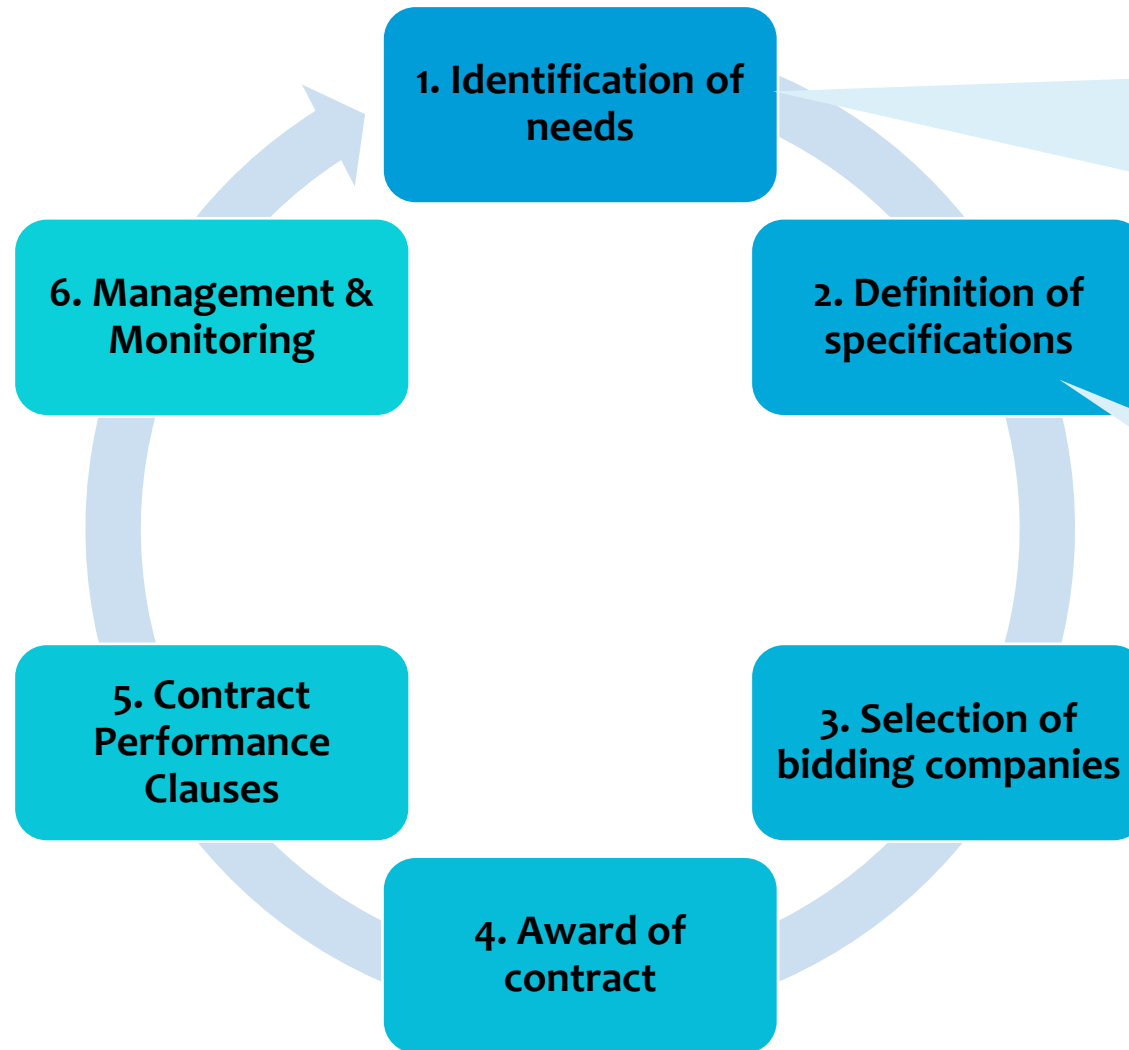 1. Identification of
needs
2. Definition of
specifications
3. Selection of
bidding companies
4. Award of
contract
5. Contract
Performance
Clauses
6. Management &
Monitoring